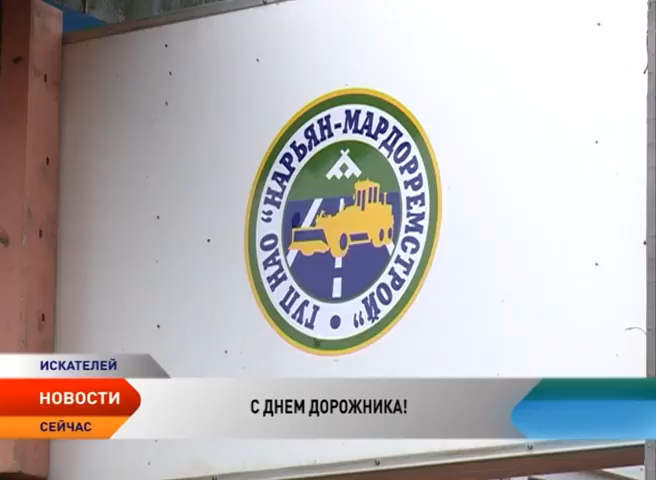 ГУП НАО "НАРЬЯН-МАРДОРРЕМСТРОЙ"
ИСКАТЕЛЕЙ
НОВОСТИ
СЕЙЧАС
С ДНЕМ ДОРОЖНИКА!